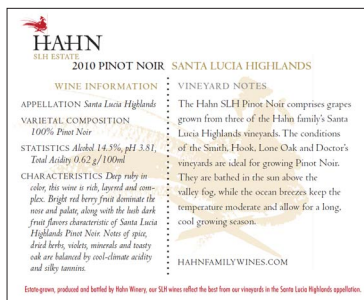 HAHN
SLH ESTATE
2010 PINOT NOIR SANTA LUCIA HIGHLANDS
WINE INFORMATION
APPELLATION Santa Lucia Highlands
VARIETAL COMPOSITION
100% Pinot Noir
STATISTICS Alcohol 14.5%, pH 3.81,
Total Acidity 0.62 g/100ml
CHARACTERISTICS Deep ruby in
color, this wine is rich, layered and com-
plex. Bright red berry fruit dominate the
nose and palate, along with the lush dark
fruit flavors characteristic of Santa Lucia
Highlands Pinot Noir. Notes of spice,
dried herbs, violets, minerals and toasty
oak are balanced by cool-climate acidity
and silky tannins.
VINEYARD NOTES
The Hahn SLH Pinot Noir comprises grapes
grown from three of the Hahn family's Santa
Lucia Highlands vineyards. The conditions
of the Smith, Hook, Lone Oak and Doctor's
vineyards are ideal for growing Pinot Noir.
They are bathed in the sun above the
valley fog, while the ocean breezes keep the
temperature moderate and allow for a long,
cool growing season.
HAHNFAMILYWINES.COM
Estate-grown, produced and bottled by Hahn Winery, our SLH wines reflect the best from our vineyards in the Santa Lucia Highlands appellation.